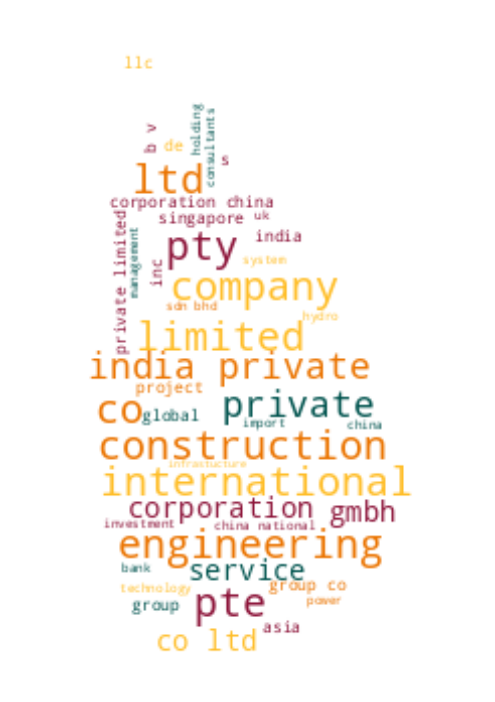 llc
b v
de
holding
consultants
s
ltd
corporation china
singapore uk
private limited
management
pty india
inc
system
company
sdn bhd
hydro
limited
india private
project
co global private
import china
construction
infrastucture
international
corporation gmbh
investment china national
engineering
bank service
technology group co
group pte power
asia
co ltd